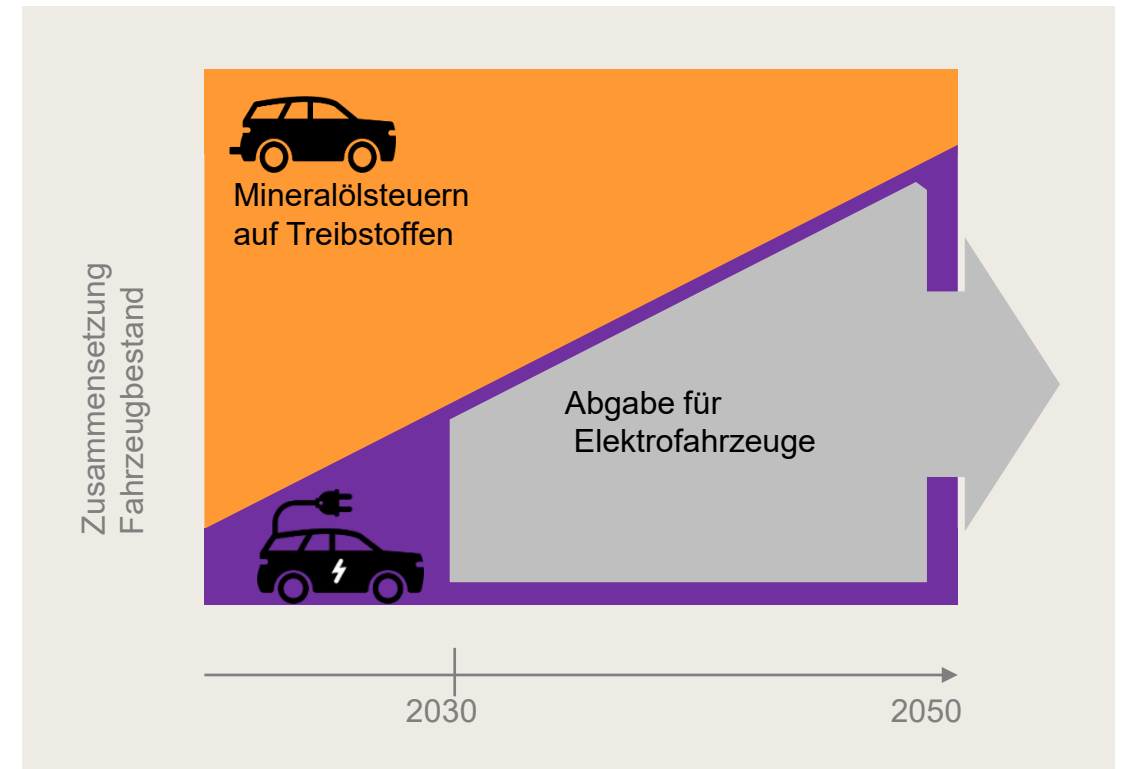 Mineralölsteuern
auf Treibstoffen
Zusammensetzung
Fahrzeugbestand
Abgabe für
Elektrofahrzeuge
2030
2050